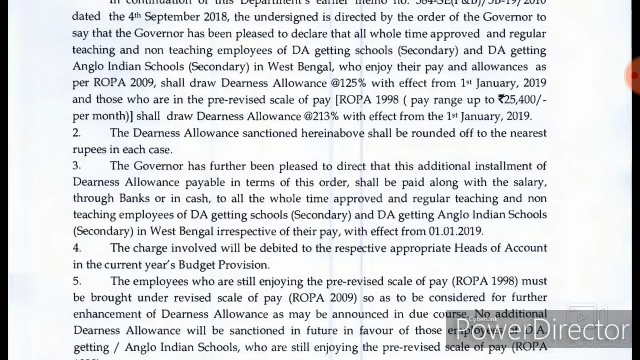 In continuation of this Department's earlier memo no. 584-SE(P&B)/5B-19/2010
dated the 4th September 2018, the undersigned is directed by the order of the Governor to
say that the Governor has been pleased to declare that all whole time approved and regular
teaching and non teaching employees of DA getting schools (Secondary) and DA getting
Anglo Indian Schools (Secondary) in West Bengal, who enjoy their pay and allowances as
per ROPA 2009, shall draw Dearness Allowance @125% with effect from 1st January, 2019
and those who are in the pre-revised scale of pay [ROPA 1998 ( pay range up to ₹25,400/-
per month)] shall draw Dearness Allowance @213% with effect from the 1st January, 2019.
2. The Dearness Allowance sanctioned hereinabove shall be rounded off to the nearest
rupees in each case.
3. The Governor has further been pleased to direct that this additional installment of
Dearness Allowance payable in terms of this order, shall be paid along with the salary,
through Banks or in cash, to all the whole time approved and regular teaching and non
teaching employees of DA getting schools (Secondary) and DA getting Anglo Indian Schools
(Secondary) in West Bengal irrespective of their pay, with effect from 01.01.2019.
4. The charge involved will be debited to the respective appropriate Heads of Account
in the current year's Budget Provision.
5. The employees who are still enjoying the pre-revised scale of pay (ROPA 1998) must
be brought under revised scale of pay (ROPA 2009) so as to be considered for further
enhancement of Dearness Allowance as may be announced in due course. No additional
Dearness Allowance will be sanctioned in future in favour of those employees of DA
getting / Anglo Indian Schools, who are still enjoying the pre-revised scale of pay (ROPA
CyberLink
PowerDirector